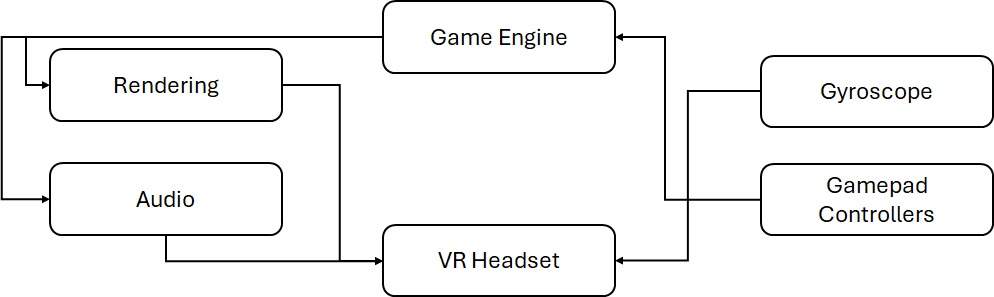 Game Engine
Rendering
Gyroscope
Audio
Gamepad
Controllers
VR Headset